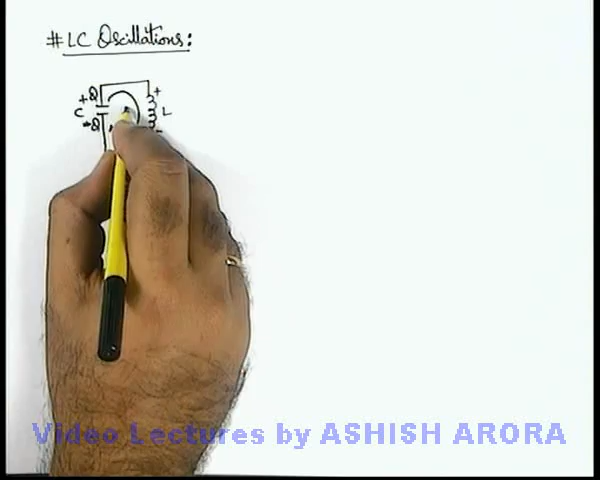 # LC Oscillations:
+Q +
C L
-Q -
Video Lectures by ASHISH ARORA